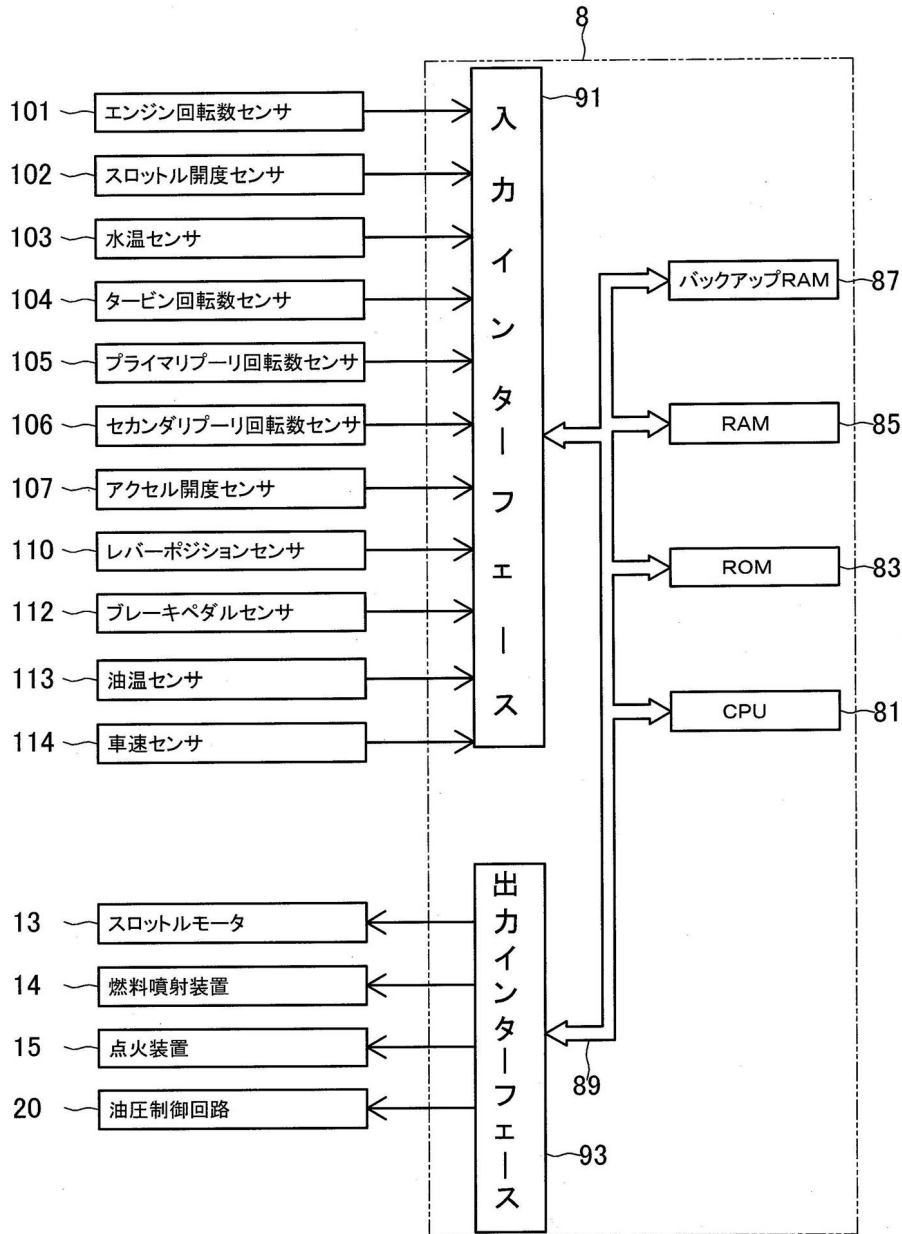 8
91
101 エンジン回転数センサ
102 スロットル開度センサ
103 水温センサ
104 タービン回転数センサ
105 プライマリプーリ回転数センサ
106 セカンダリプーリ回転数センサ
107 アクセル開度センサ
110 レバーポジションセンサ
112 ブレーキペダルセンサ
113 油温センサ
114 車速センサ
入力インターフェース
バックアップRAM 87
RAM 85
ROM 83
CPU 81
13 スロットルモータ
14 燃料噴射装置
15 点火装置
20 油圧制御回路
出力インターフェース
89
93